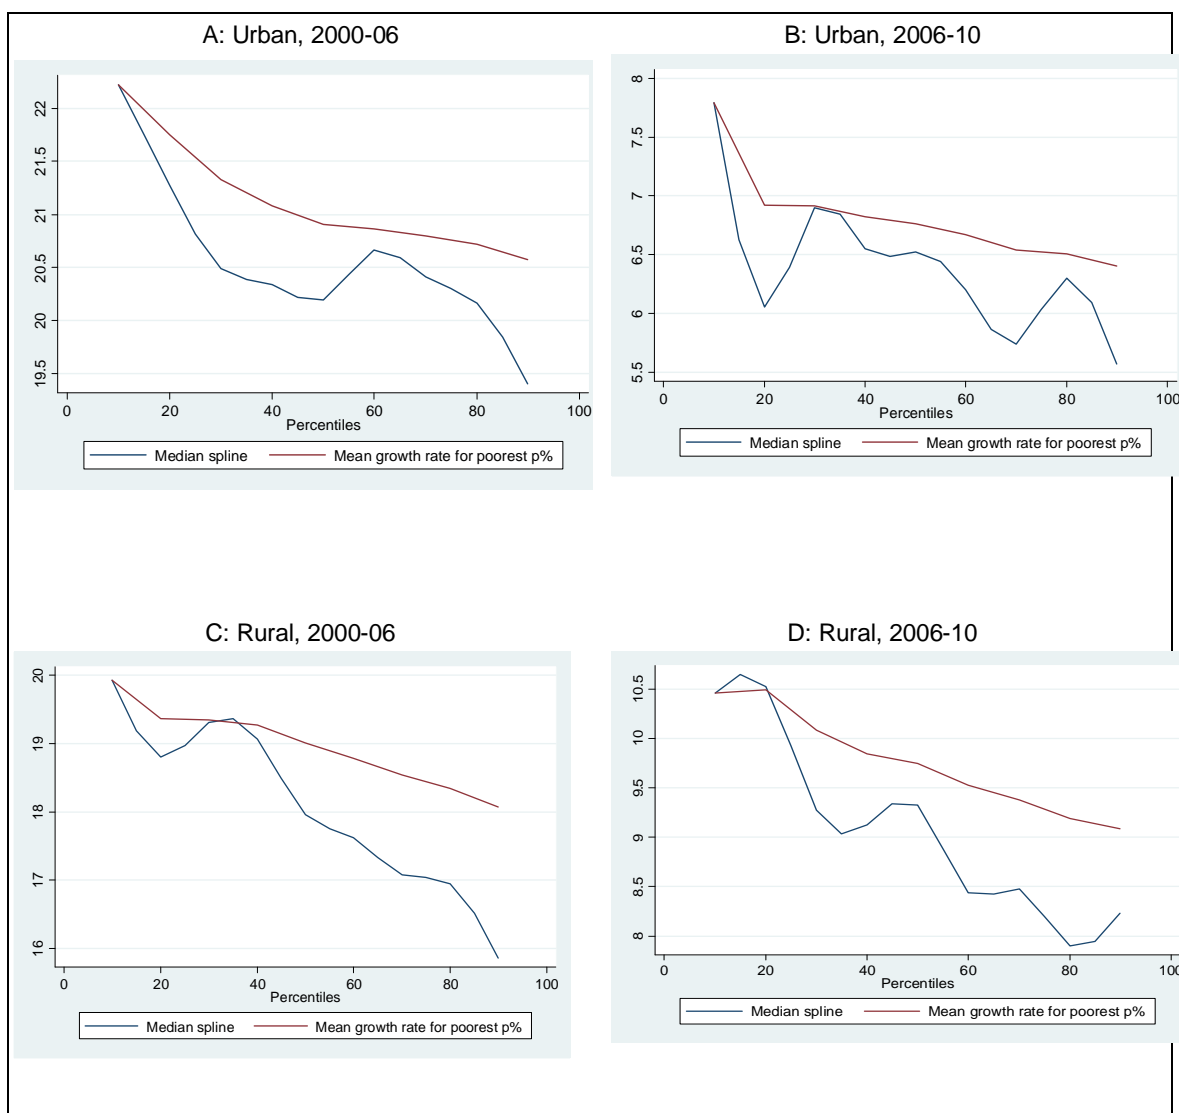 A: Urban, 2000-06
22
21.5
21
20.5
20
19.5
0 20 40 60 80 100
Percentiles
Median spline Mean growth rate for poorest p%
B: Urban, 2006-10
8
7.5
7
6.5
6
5.5
0 20 40 60 80 100
Percentiles
Median spline Mean growth rate for poorest p%
C: Rural, 2000-06
20
19
18
17
16
0 20 40 60 80 100
Percentiles
Median spline Mean growth rate for poorest p%
D: Rural, 2006-10
10.5
10
9.5
9
8.5
8
0 20 40 60 80 100
Percentiles
Median spline Mean growth rate for poorest p%